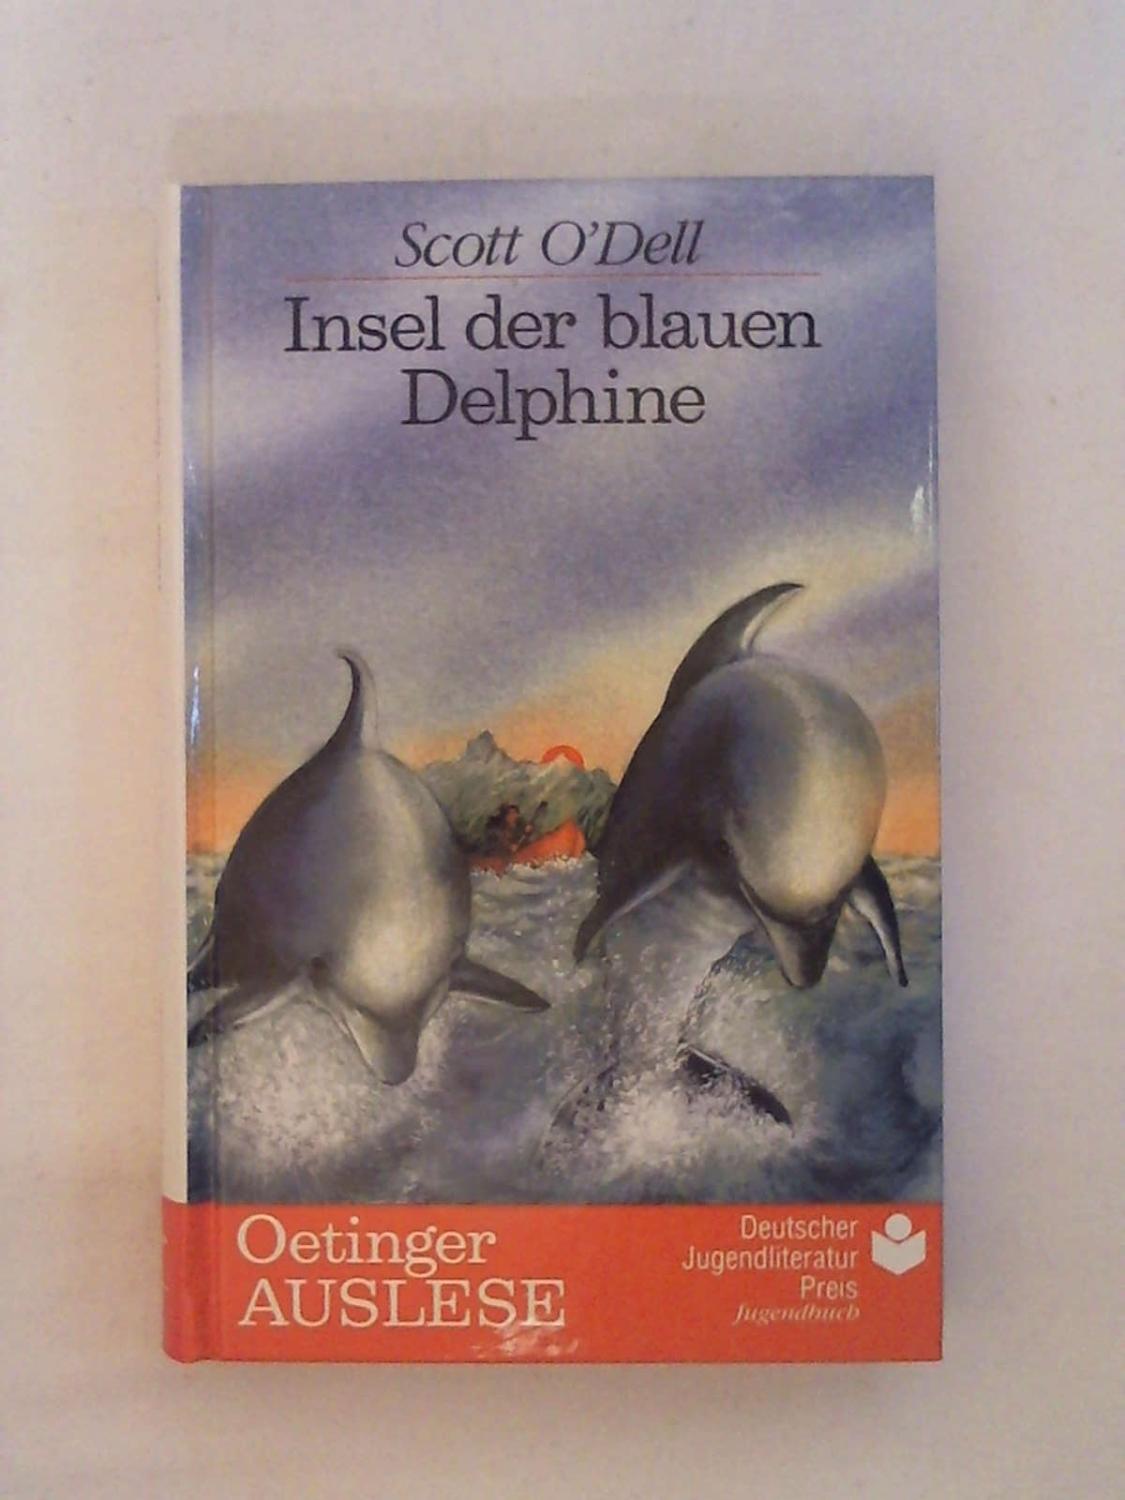 Scott O'Dell
Insel der blauen
Delphine
Oetinger
AUSLESE
Deutscher
Jugendliteratur
Preis
Jugendbuch